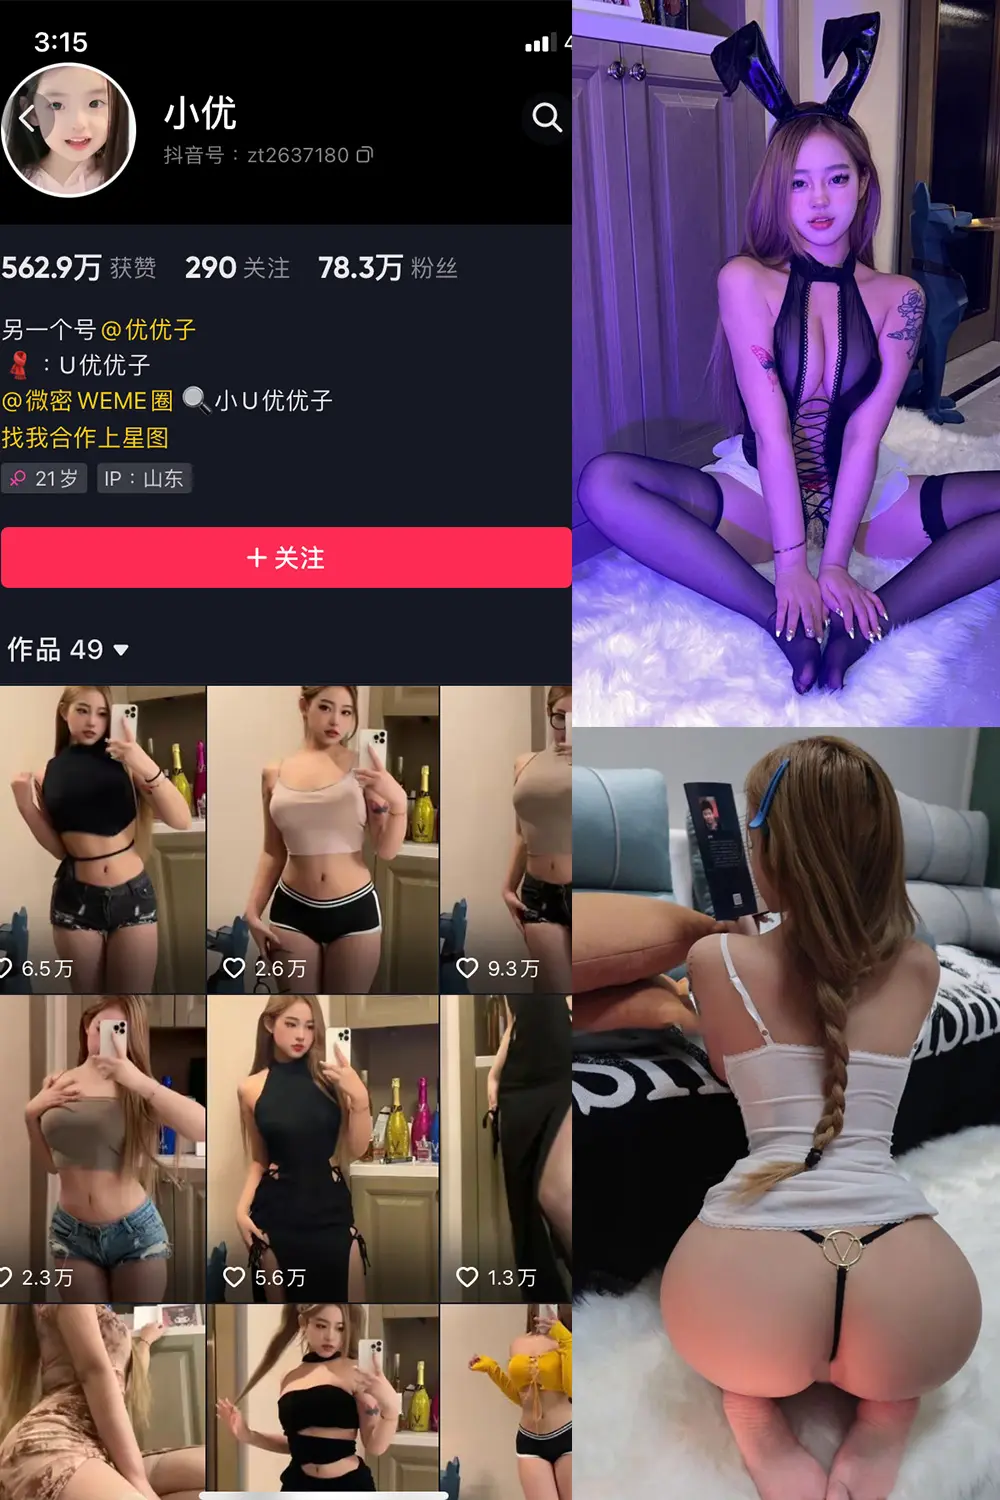 3:15
4
小优
抖音号：zt2637180
562.9万 获赞 290 关注 78.3万 粉丝
另一个号@优优子
：U优优子
@微密WEME圈 小U优优子
找我合作上星图
21岁 IP：山东
+ 关注
作品 49
6.5万
2.6万
9.3万
2.3万
5.6万
1.3万